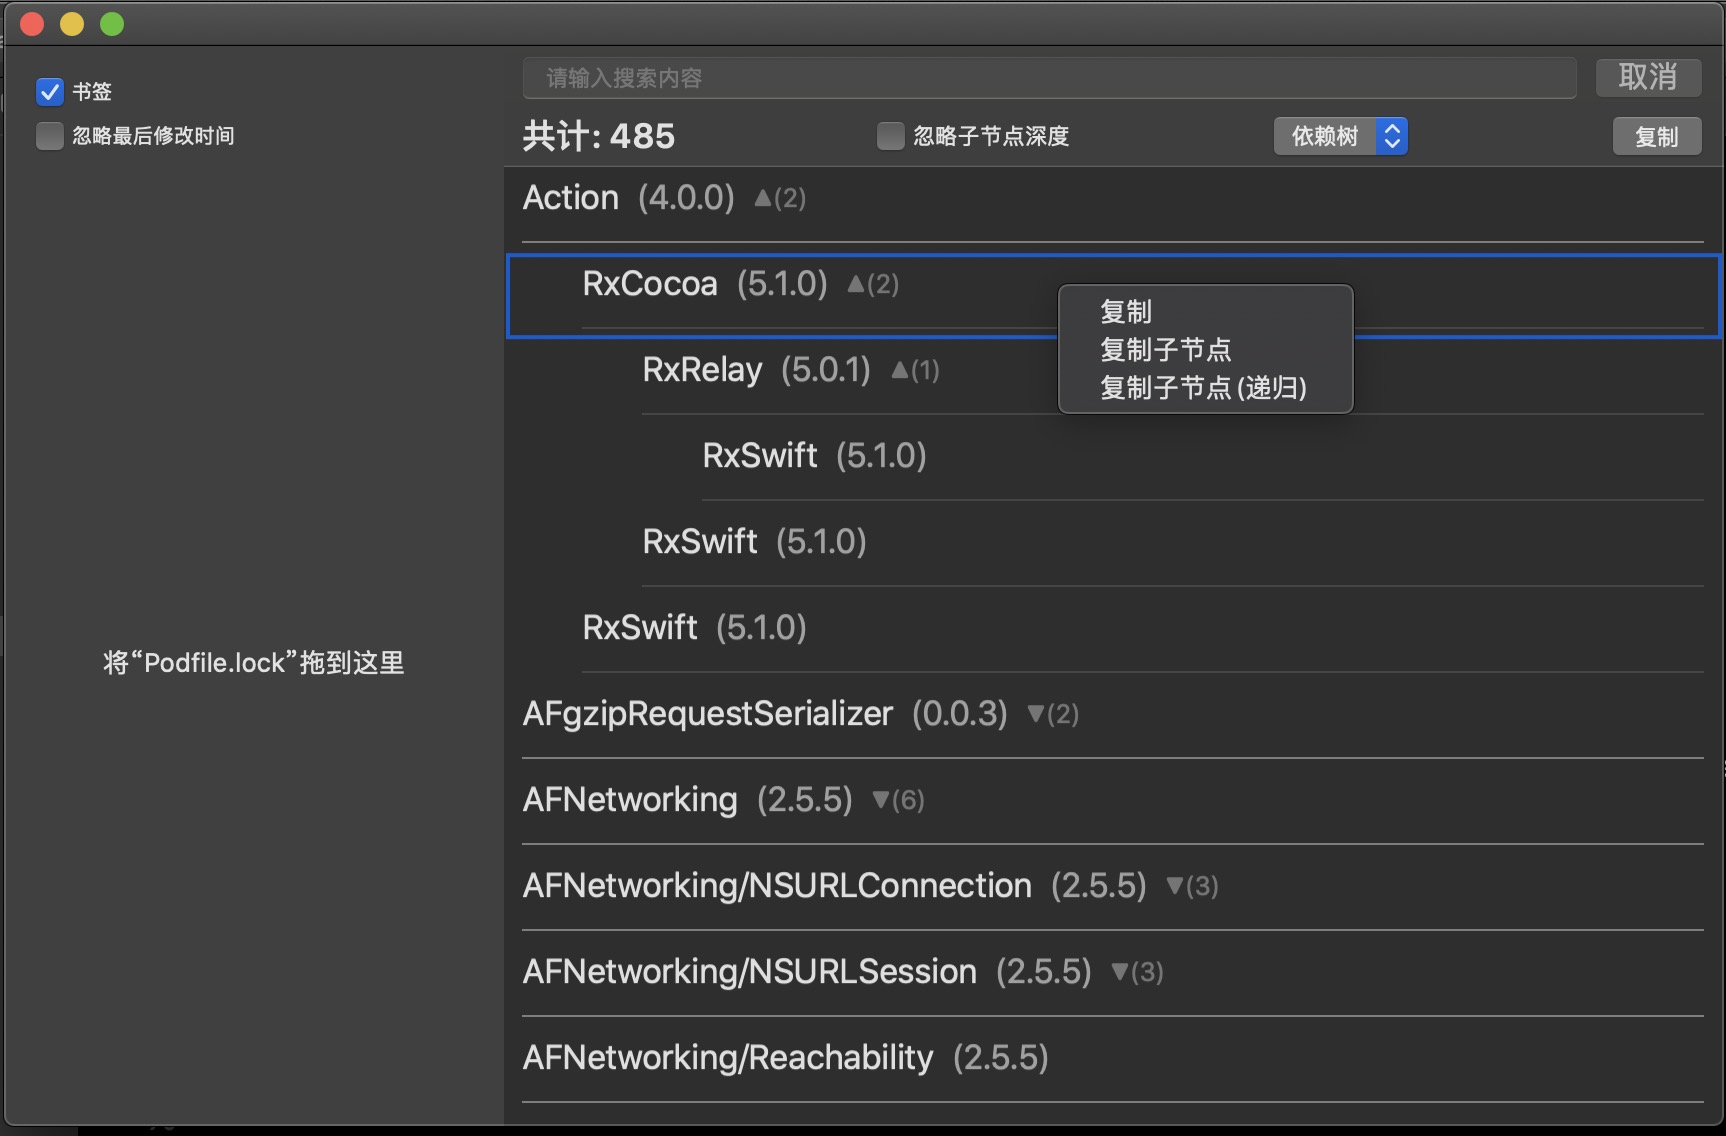 书签
忽略最后修改时间
将“Podfile.lock”拖到这里
请输入搜索内容
取消
共计: 485
忽略子节点深度
依赖树
复制
Action (4.0.0) ▲(2)
RxCocoa (5.1.0) ▲(2)
复制
复制子节点
复制子节点(递归)
RxRelay (5.0.1) ▲(1)
RxSwift (5.1.0)
RxSwift (5.1.0)
RxSwift (5.1.0)
AFgzipRequestSerializer (0.0.3) ▼(2)
AFNetworking (2.5.5) ▼(6)
AFNetworking/NSURLConnection (2.5.5) ▼(3)
AFNetworking/NSURLSession (2.5.5) ▼(3)
AFNetworking/Reachability (2.5.5)